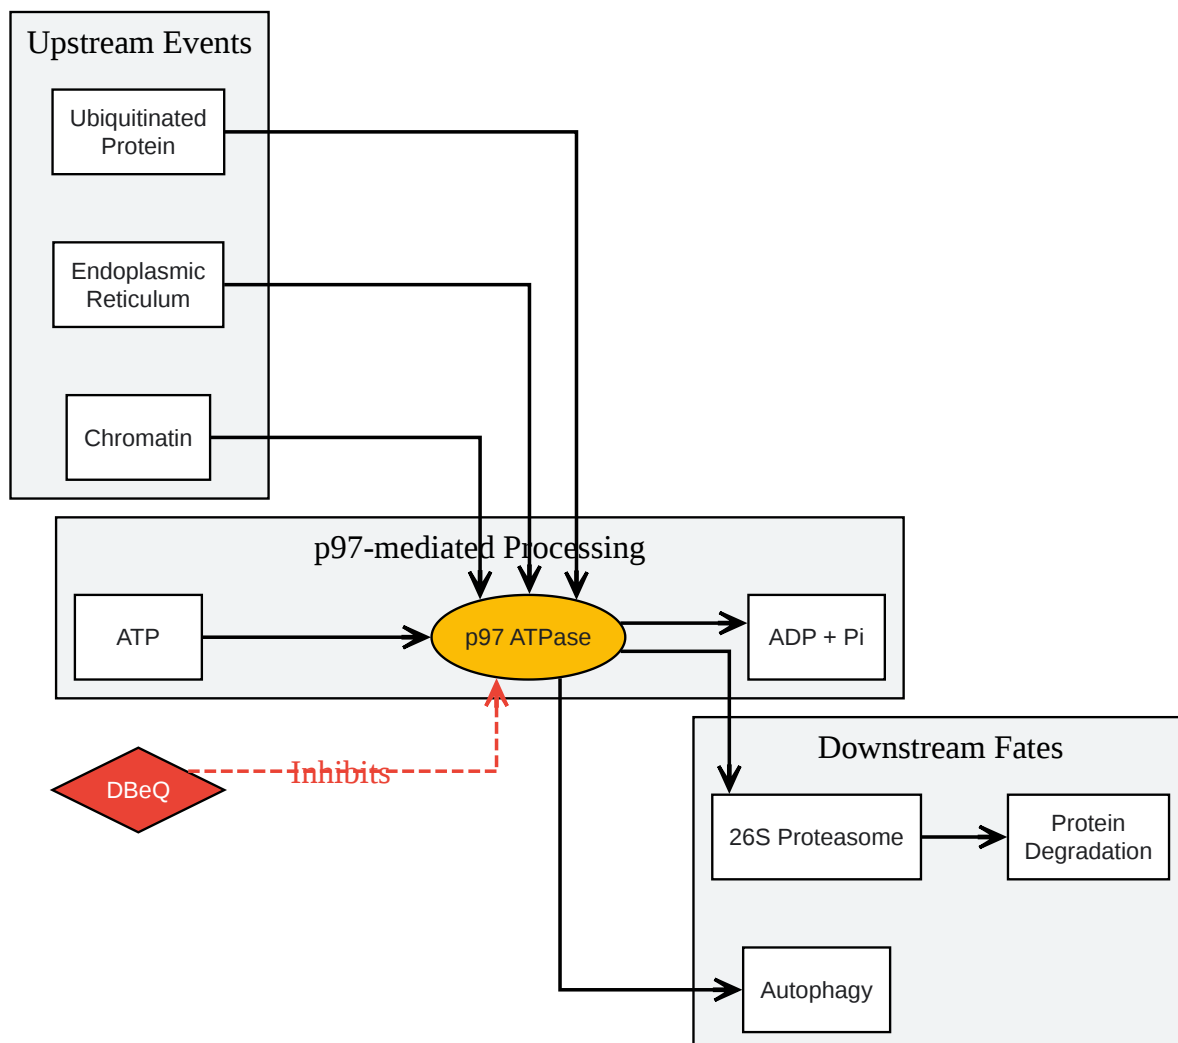 Upstream Events
Ubiquitinated
Protein
Endoplasmic
Reticulum
Chromatin
p97-mediated Processing
ATP
p97 ATPase
ADP + Pi
DBeQ
Inhibits
Downstream Fates
26S Proteasome
Protein
Degradation
Autophagy